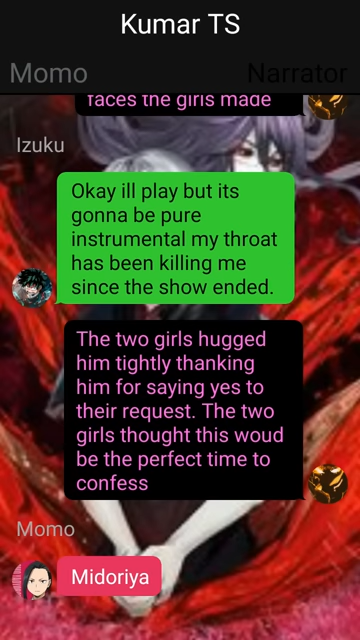 Kumar TS
Momo
Narrator
faces the girls made
Izuku
Okay ill play but its
gonna be pure
instrumental my throat
has been killing me
since the show ended.
The two girls hugged
him tightly thanking
him for saying yes to
their request. The two
girls thought this woud
be the perfect time to
confess
Momo
Midoriya